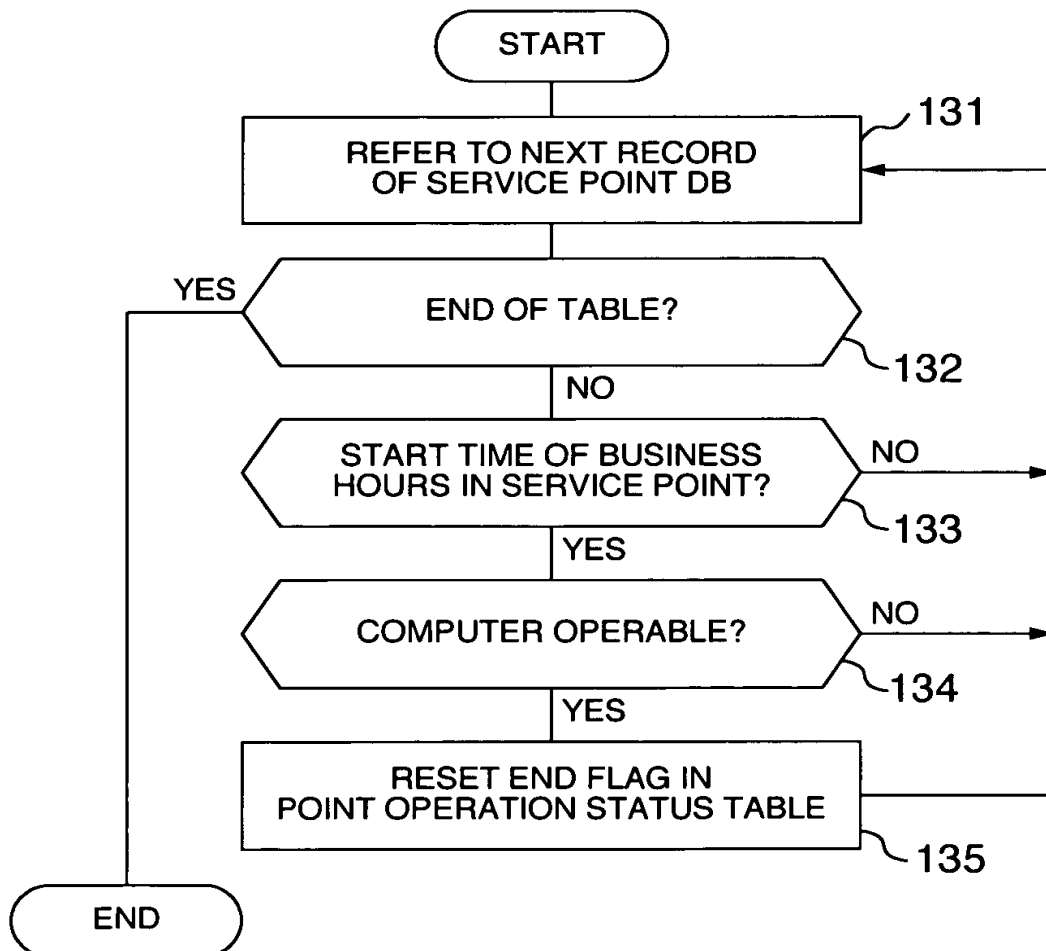 START
131
REFER TO NEXT RECORD
OF SERVICE POINT DB
YES
END OF TABLE?
132
NO
START TIME OF BUSINESS
HOURS IN SERVICE POINT?
NO
133
YES
COMPUTER OPERABLE?
NO
134
YES
RESET END FLAG IN
POINT OPERATION STATUS TABLE
135
END